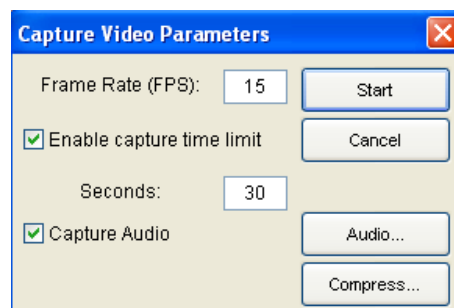 Capture Video Parameters
Frame Rate (FPS): 15 Start
Enable capture time limit Cancel
Seconds: 30
Capture Audio Audio...
Compress...